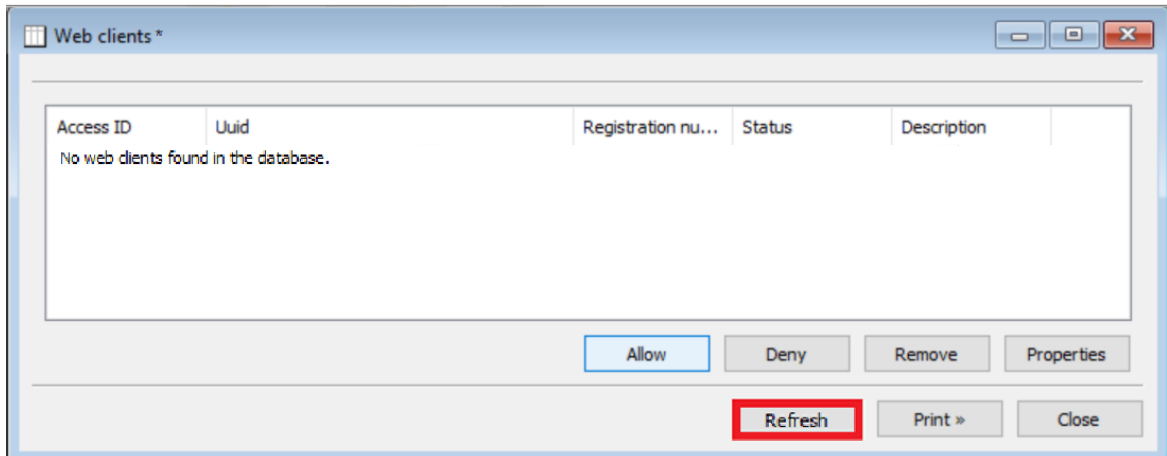 Web clients *
Access ID Uuid Registration nu... Status Description
No web clients found in the database.
Allow Deny Remove Properties
Refresh Print » Close